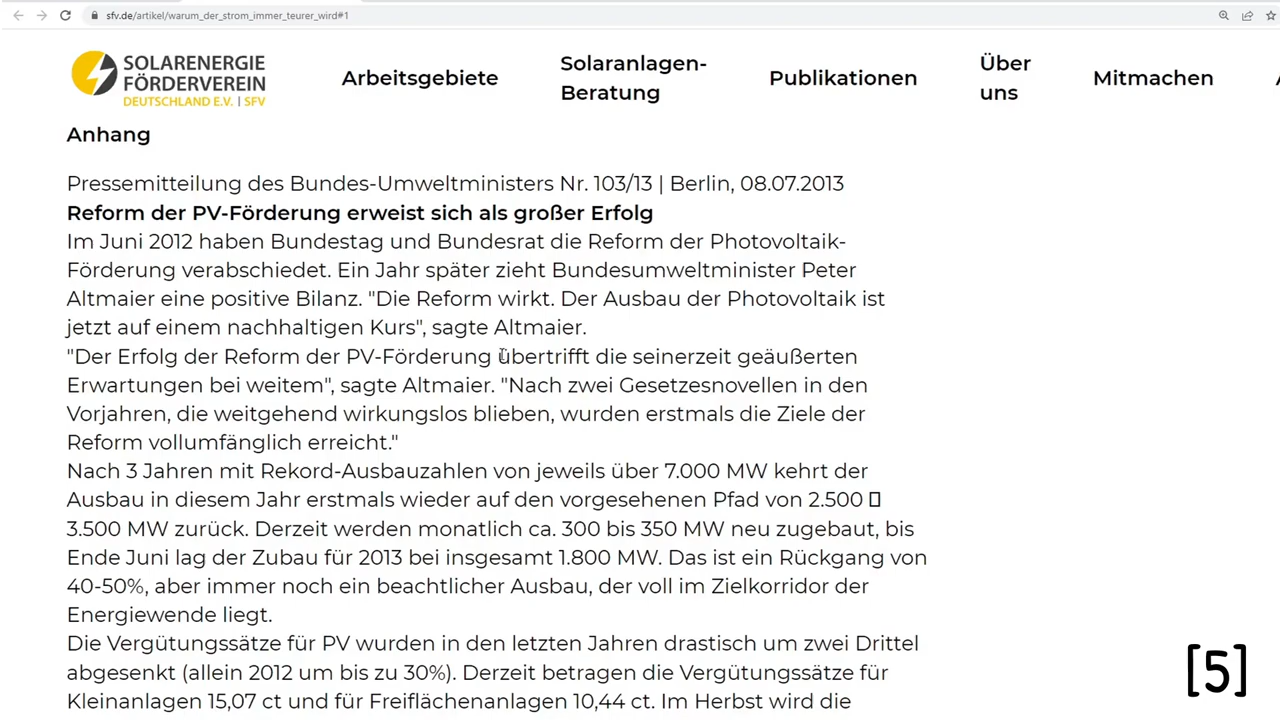 sfv.de/artikel/warum_der_strom_immer_teurer_wird#1
SOLARENERGIE
FÖRDERVEREIN
DEUTSCHLAND E.V. | SFV
Arbeitsgebiete
Solaranlagen-
Beratung
Publikationen
Über
uns
Mitmachen
Anhang
Pressemitteilung des Bundes-Umweltministers Nr. 103/13 | Berlin, 08.07.2013
Reform der PV-Förderung erweist sich als großer Erfolg
Im Juni 2012 haben Bundestag und Bundesrat die Reform der Photovoltaik-
Förderung verabschiedet. Ein Jahr später zieht Bundesumweltminister Peter
Altmaier eine positive Bilanz. "Die Reform wirkt. Der Ausbau der Photovoltaik ist
jetzt auf einem nachhaltigen Kurs", sagte Altmaier.
"Der Erfolg der Reform der PV-Förderung übertrifft die seinerzeit geäußerten
Erwartungen bei weitem", sagte Altmaier. "Nach zwei Gesetzesnovellen in den
Vorjahren, die weitgehend wirkungslos blieben, wurden erstmals die Ziele der
Reform vollumfänglich erreicht."
Nach 3 Jahren mit Rekord-Ausbauzahlen von jeweils über 7.000 MW kehrt der
Ausbau in diesem Jahr erstmals wieder auf den vorgesehenen Pfad von 2.500
3.500 MW zurück. Derzeit werden monatlich ca. 300 bis 350 MW neu zugebaut, bis
Ende Juni lag der Zubau für 2013 bei insgesamt 1.800 MW. Das ist ein Rückgang von
40-50%, aber immer noch ein beachtlicher Ausbau, der voll im Zielkorridor der
Energiewende liegt.
Die Vergütungssätze für PV wurden in den letzten Jahren drastisch um zwei Drittel
abgesenkt (allein 2012 um bis zu 30%). Derzeit betragen die Vergütungssätze für
Kleinanlagen 15,07 ct und für Freiflächenanlagen 10,44 ct. Im Herbst wird die
[5]